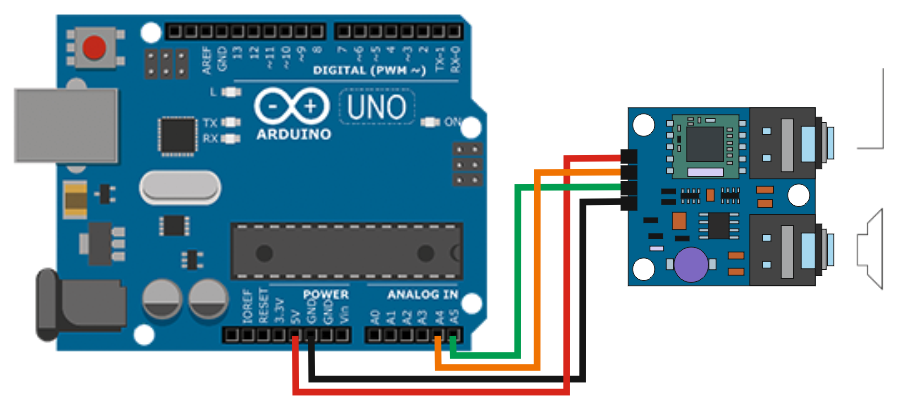 AREF
GND
13
12
~11
~10
~9
8
7
~6
~5
4
~3
2
TX-1
RX-0
DIGITAL (PWM ~)
L
TX
RX
ARDUINO
UNO
ON
POWER
ANALOG IN
IOREF
RESET
3.3V
5V
GND
GND
Vin
A0
A1
A2
A3
A4
A5